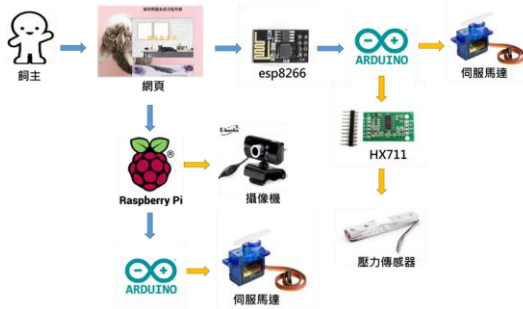 飼主
網頁
esp8266
ARDUINO
伺服馬達
HX711
Raspberry Pi
攝像機
壓力傳感器
ARDUINO
伺服馬達